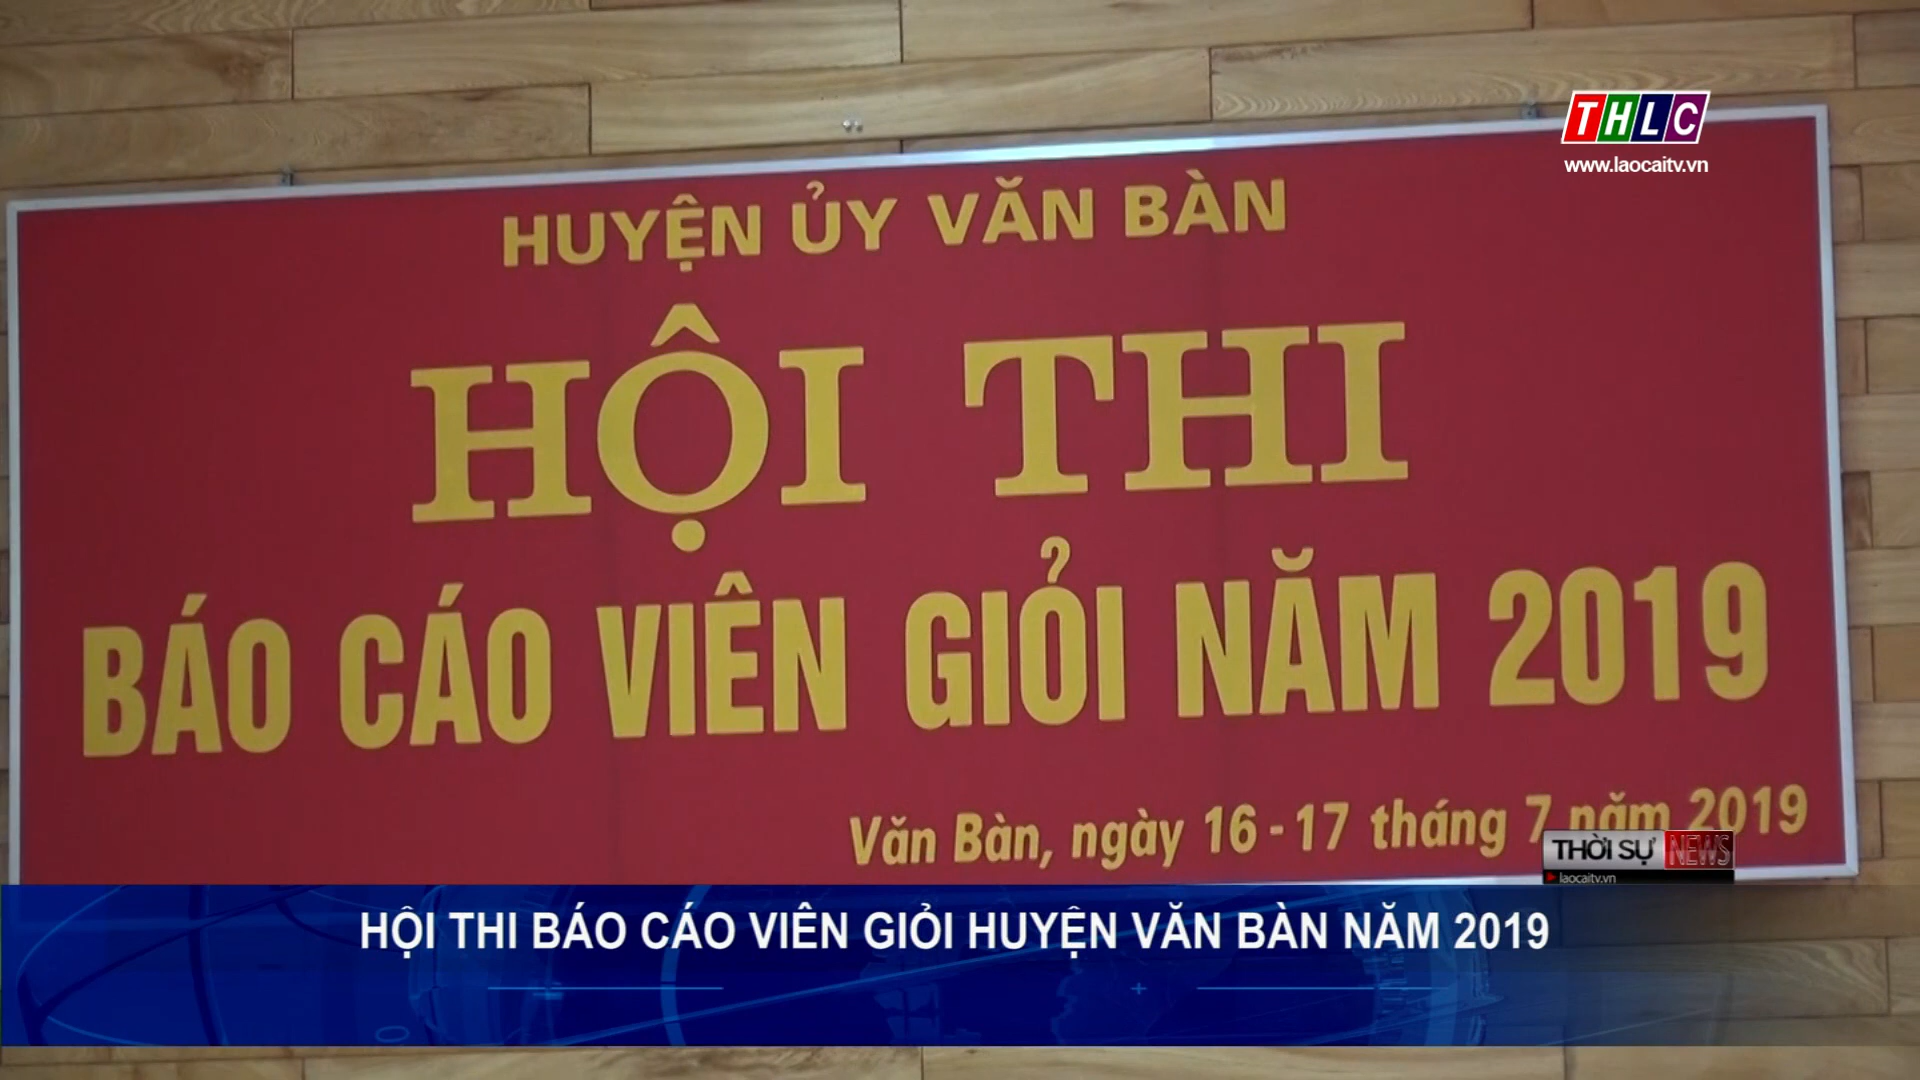 THLC
www.laocaitv.vn
HUYỆN ỦY VĂN BÀN
HỘI THI
BÁO CÁO VIÊN GIỎI NĂM 2019
Văn Bàn, ngày 16 - 17 tháng 7 năm 2019
THỜI SỰ NEWS
laocaitv.vn
HỘI THI BÁO CÁO VIÊN GIỎI HUYỆN VĂN BÀN NĂM 2019